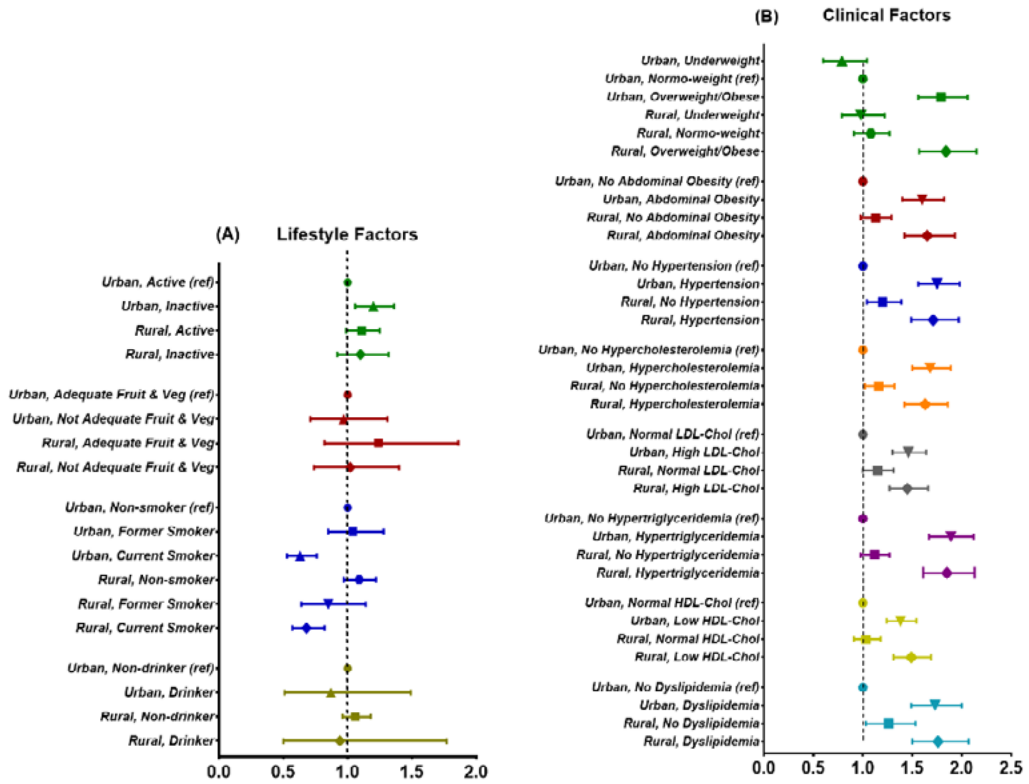 (A) Lifestyle Factors
Urban, Active (ref)
Urban, Inactive
Rural, Active
Rural, Inactive
Urban, Adequate Fruit & Veg (ref)
Urban, Not Adequate Fruit & Veg
Rural, Adequate Fruit & Veg
Rural, Not Adequate Fruit & Veg
Urban, Non-smoker (ref)
Urban, Former Smoker
Urban, Current Smoker
Rural, Non-smoker
Rural, Former Smoker
Rural, Current Smoker
Urban, Non-drinker (ref)
Urban, Drinker
Rural, Non-drinker
Rural, Drinker
0.0 0.5 1.0 1.5 2.0
(B) Clinical Factors
Urban, Underweight
Urban, Normo-weight (ref)
Urban, Overweight/Obese
Rural, Underweight
Rural, Normo-weight
Rural, Overweight/Obese
Urban, No Abdominal Obesity (ref)
Urban, Abdominal Obesity
Rural, No Abdominal Obesity
Rural, Abdominal Obesity
Urban, No Hypertension (ref)
Urban, Hypertension
Rural, No Hypertension
Rural, Hypertension
Urban, No Hypercholesterolemia (ref)
Urban, Hypercholesterolemia
Rural, No Hypercholesterolemia
Rural, Hypercholesterolemia
Urban, Normal LDL-Chol (ref)
Urban, High LDL-Chol
Rural, Normal LDL-Chol
Rural, High LDL-Chol
Urban, No Hypertriglyceridemia (ref)
Urban, Hypertriglyceridemia
Rural, No Hypertriglyceridemia
Rural, Hypertriglyceridemia
Urban, Normal HDL-Chol (ref)
Urban, Low HDL-Chol
Rural, Normal HDL-Chol
Rural, Low HDL-Chol
Urban, No Dyslipidemia (ref)
Urban, Dyslipidemia
Rural, No Dyslipidemia
Rural, Dyslipidemia
0.0 0.5 1.0 1.5 2.0 2.5